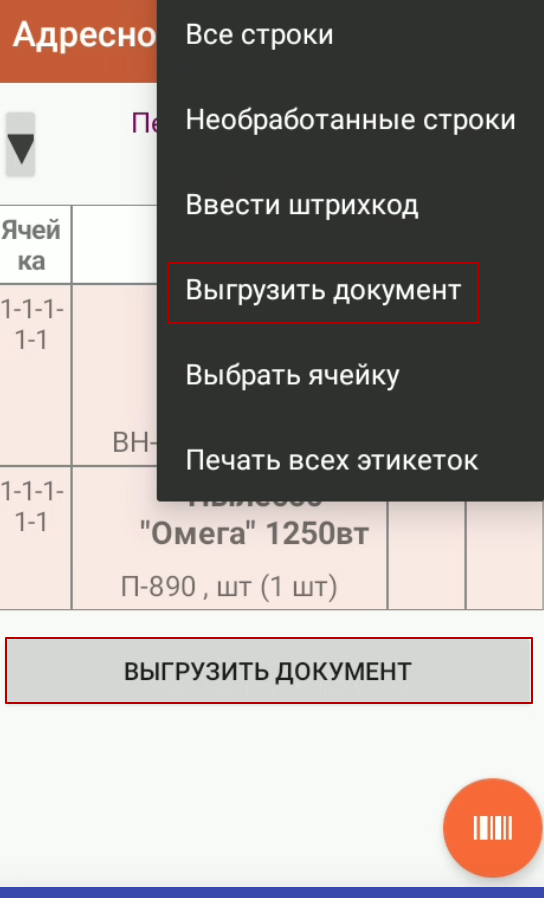 Адресно
Все строки
Необработанные строки
Ввести штрихкод
Выгрузить документ
Выбрать ячейку
Печать всех этикеток
Ячей
ка
1-1-1-
1-1
ВН-
1-1-1-
1-1
"Омега" 1250вт
П-890 , шт (1 шт)
ВЫГРУЗИТЬ ДОКУМЕНТ